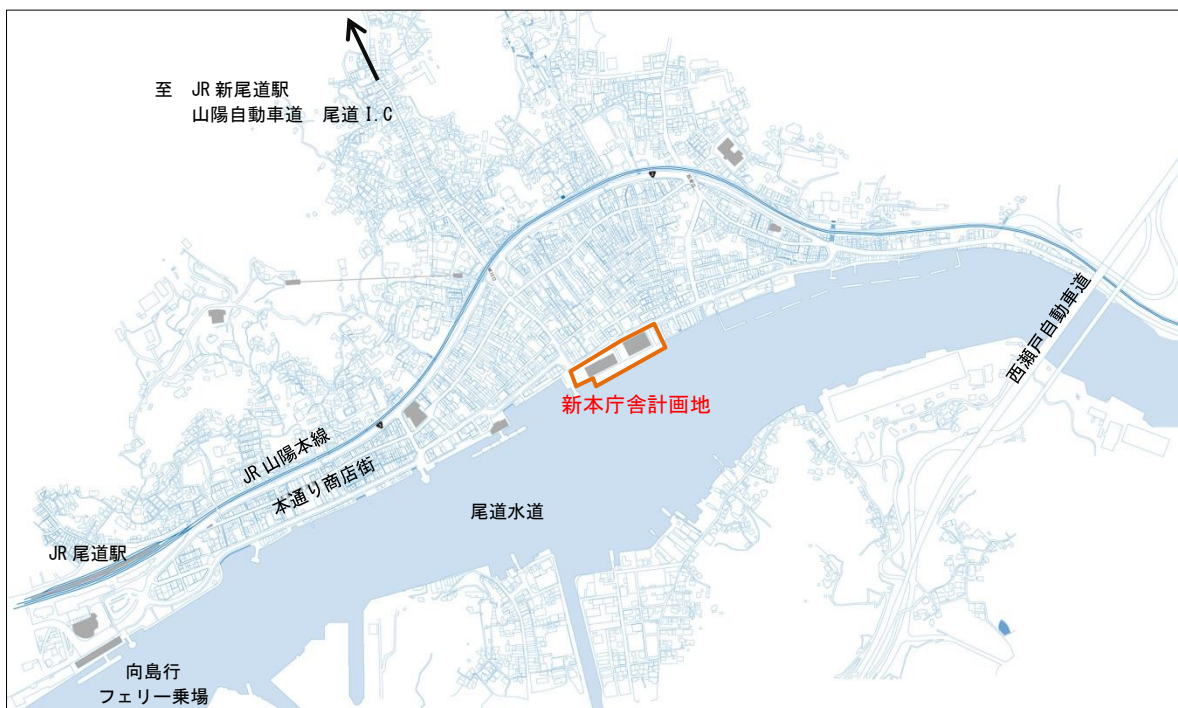 至 JR 新尾道駅
山陽自動車道 尾道 I.C
西瀬戸自動車道
新本庁舎計画地
JR 山陽本線
本通り商店街
尾道水道
JR 尾道駅
向島行
フェリー乗場